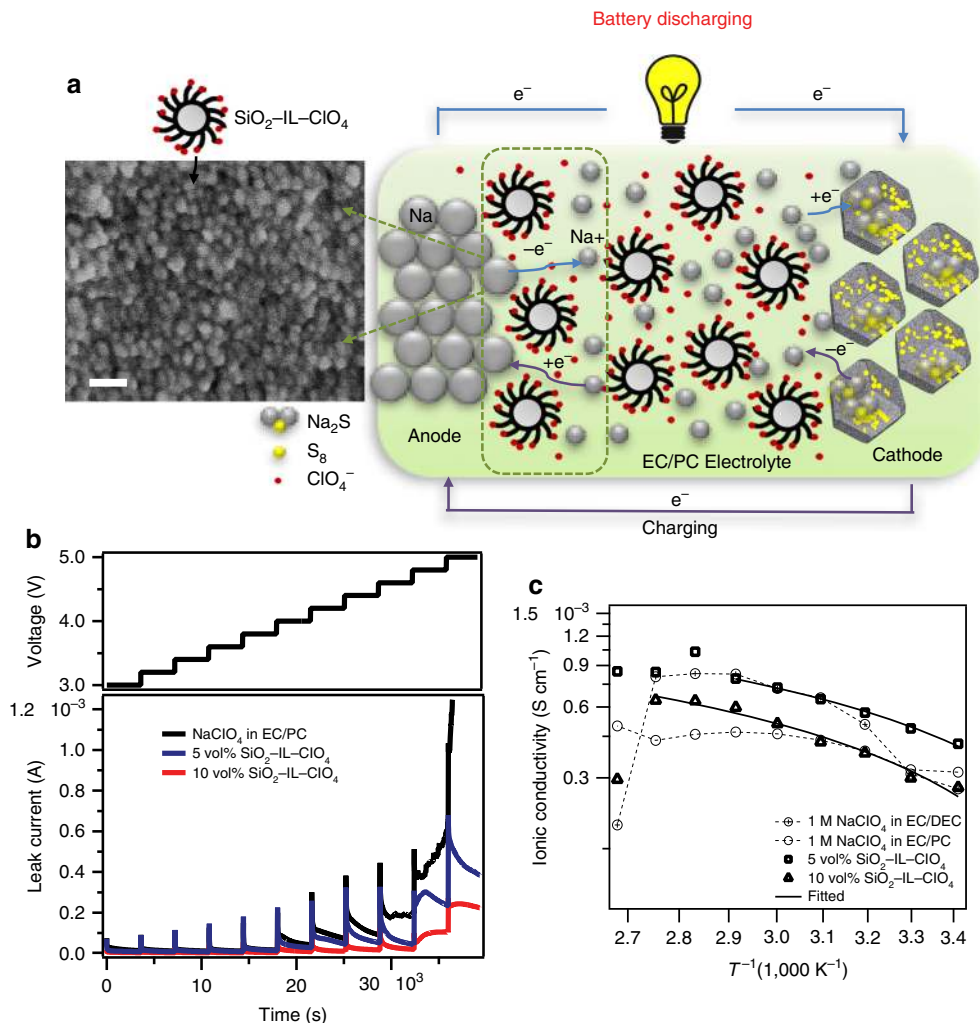 Battery discharging
a
e⁻
e⁻
SiO₂–IL–ClO₄
Na
+e⁻
–e⁻
Na+
+e⁻
–e⁻
Na₂S
S₈
ClO₄⁻
Anode
EC/PC Electrolyte
Cathode
e⁻
Charging
b
5.0
4.0
3.0
Voltage (V)
1.2
10⁻³
1.0
0.8
0.6
0.4
0.2
0.0
Leak current (A)
NaClO₄ in EC/PC
5 vol% SiO₂–IL–ClO₄
10 vol% SiO₂–IL–ClO₄
0
10
20
30
10³
Time (s)
c
1.5
10⁻³
1.2
0.9
0.6
0.3
Ionic conductivity (S cm⁻¹)
1 M NaClO₄ in EC/DEC
1 M NaClO₄ in EC/PC
5 vol% SiO₂–IL–ClO₄
10 vol% SiO₂–IL–ClO₄
Fitted
2.7
2.8
2.9
3.0
3.1
3.2
3.3
3.4
T⁻¹(1,000 K⁻¹)